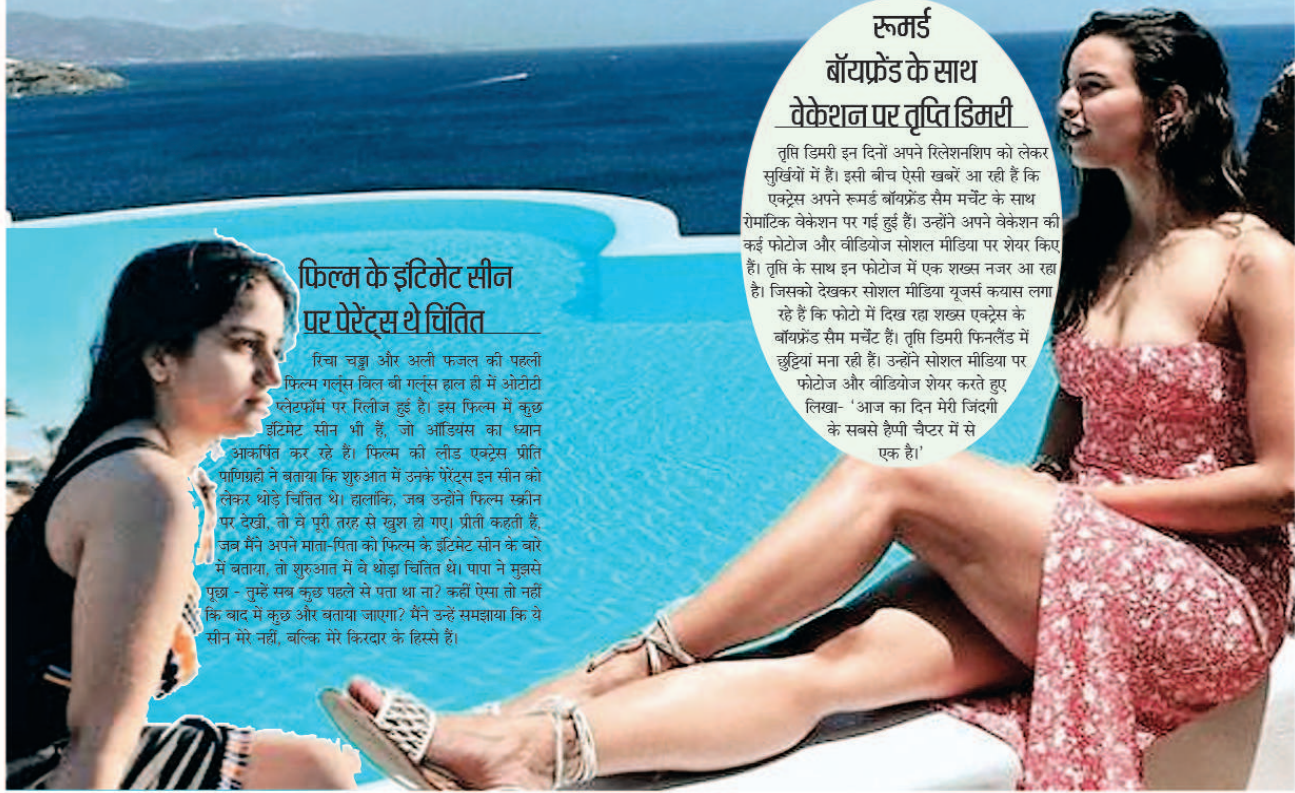 रूमर्ड
बॉयफ्रेंड के साथ
वेकेशन पर तृप्ति डिमरी
तृप्ति डिमरी इन दिनों अपने रिलेशनशिप को लेकर
सुर्खियों में हैं। इसी बीच ऐसी खबरें आ रही हैं कि
एक्ट्रेस अपने रूमर्ड बॉयफ्रेंड सैम मर्चेंट के साथ
रोमांटिक वेकेशन पर गई हुई हैं। उन्होंने अपने वेकेशन की
कई फोटोज और वीडियोज सोशल मीडिया पर शेयर किए
हैं। तृप्ति के साथ इन फोटोज में एक शख्स नजर आ रहा
है। जिसको देखकर सोशल मीडिया यूजर्स कयास लगा
रहे हैं कि फोटो में दिख रहा शख्स एक्ट्रेस के
बॉयफ्रेंड सैम मर्चेंट हैं। तृप्ति डिमरी फिनलैंड में
छुट्टियां मना रही हैं। उन्होंने सोशल मीडिया पर
फोटोज और वीडियोज शेयर करते हुए
लिखा- ‘आज का दिन मेरी जिंदगी
के सबसे हैप्पी चैप्टर में से
एक है।’
फिल्म के इंटिमेट सीन
पर पेरेंट्स थे चिंतित
रिचा चड्ढा और अली फजल की पहली
फिल्म गर्ल्स विल बी गर्ल्स हाल ही में ओटीटी
प्लेटफॉर्म पर रिलीज हुई है। इस फिल्म में कुछ
इंटिमेट सीन भी हैं, जो ऑडियंस का ध्यान
आकर्षित कर रहे हैं। फिल्म की लीड एक्ट्रेस प्रीति
पाणिग्रही ने बताया कि शुरुआत में उनके पेरेंट्स इन सीन को
लेकर थोड़े चिंतित थे। हालांकि, जब उन्होंने फिल्म स्क्रीन
पर देखी, तो वे पूरी तरह से खुश हो गए। प्रीती कहती हैं,
जब मैंने अपने माता-पिता को फिल्म के इंटिमेट सीन के बारे
में बताया, तो शुरुआत में वे थोड़ा चिंतित थे। पापा ने मुझसे
पूछा - तुम्हें सब कुछ पहले से पता था ना? कहीं ऐसा तो नहीं
कि बाद में कुछ और बताया जाएगा? मैंने उन्हें समझाया कि ये
सीन मेरे नहीं, बल्कि मेरे किरदार के हिस्से हैं।